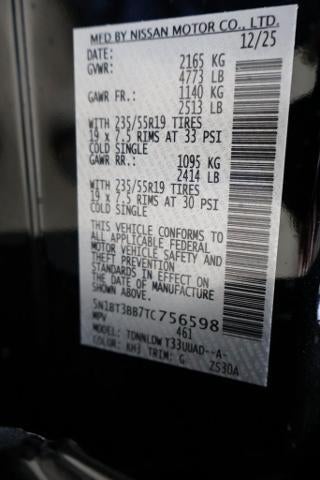 MFD BY NISSAN MOTOR CO., LTD.
DATE: 12/25
GVWR: 2165 KG
4773 LB
GAWR FR.: 1140 KG
2513 LB
WITH 235/55R19 TIRES
19 x 7.5 RIMS AT 33 PSI
COLD SINGLE
GAWR RR.: 1095 KG
2414 LB
WITH 235/55R19 TIRES
19 x 7.5 RIMS AT 30 PSI
COLD SINGLE
THIS VEHICLE CONFORMS TO
ALL APPLICABLE FEDERAL
MOTOR VEHICLE SAFETY AND
THEFT PREVENTION
STANDARDS IN EFFECT ON
THE DATE OF MANUFACTURE
SHOWN ABOVE.
5N1BT3BB7TC756598
MPV 461
MODEL: TDNNLDW T33UUAD--A-
COLOR: KH3 TRIM: G ZS30A